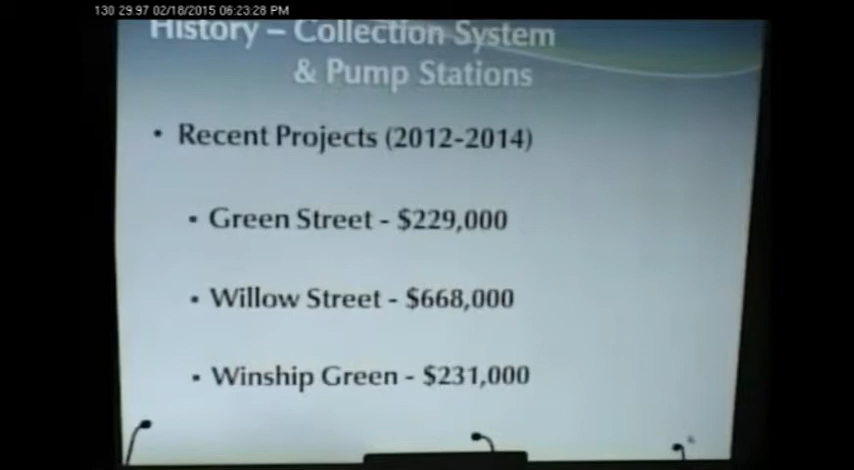 130 29.97 02/18/2015 06:23:28 PM
History – Collection System
& Pump Stations
• Recent Projects (2012-2014)
▪ Green Street - $229,000
▪ Willow Street - $668,000
▪ Winship Green - $231,000